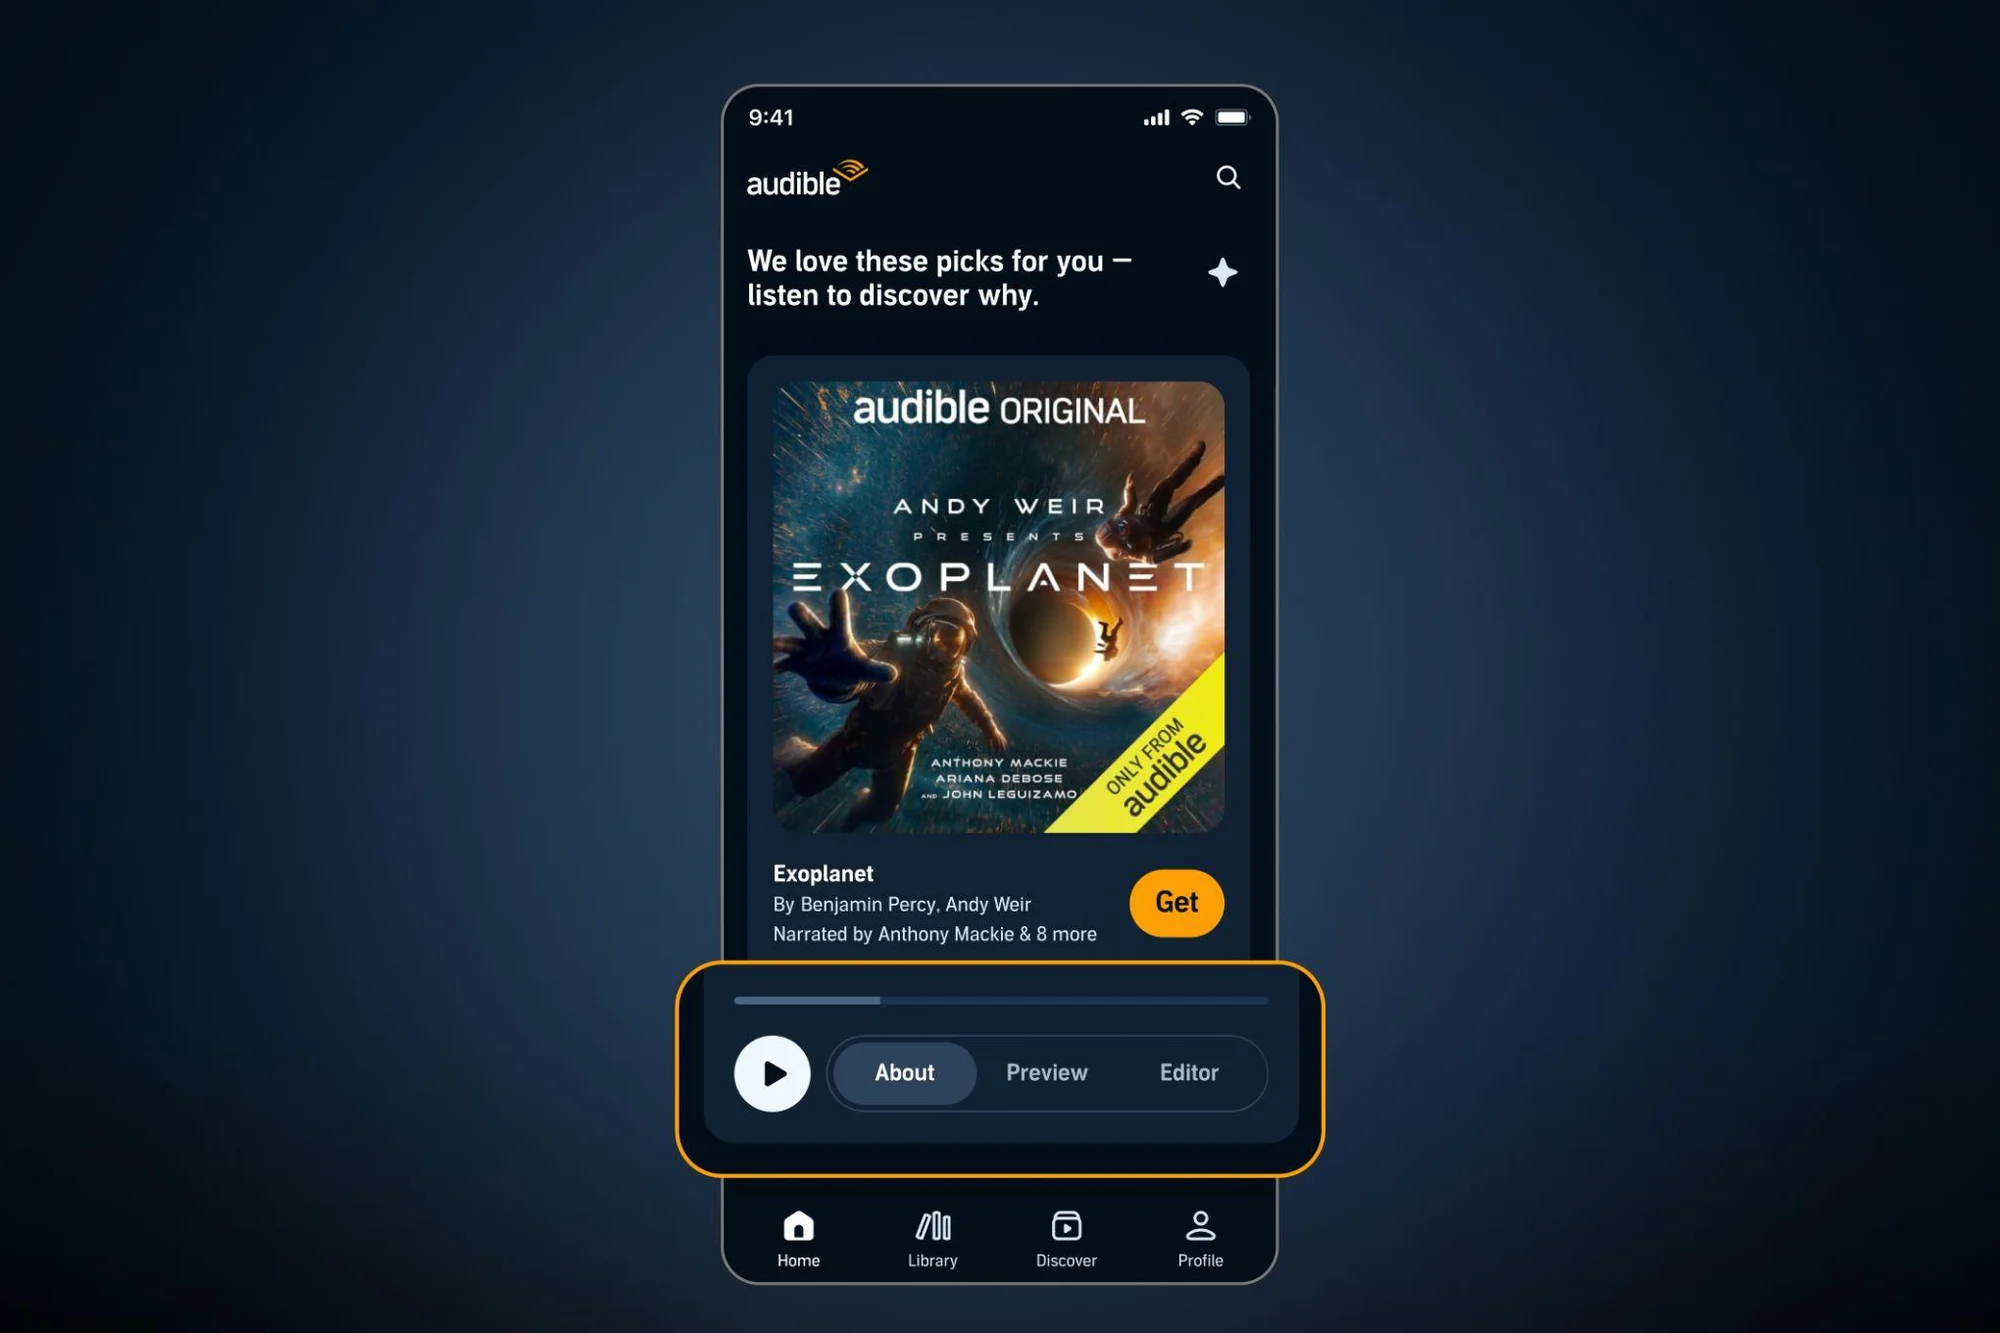 9:41
audible
We love these picks for you —
listen to discover why.
audible ORIGINAL
ANDY WEIR
PRESENTS
EXOPLANET
ANTHONY MACKIE
ARIANA DEBOSE
AND JOHN LEGUIZAMO
ONLY FROM
audible
Exoplanet
By Benjamin Percy, Andy Weir
Narrated by Anthony Mackie & 8 more
Get
About Preview Editor
Home Library Discover Profile